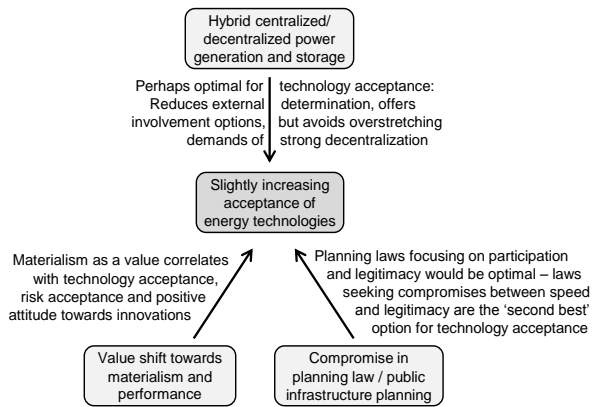 Hybrid centralized/
decentralized power
generation and storage
Perhaps optimal for technology acceptance:
Reduces external determination, offers
involvement options, but avoids overstretching
demands of strong decentralization
Slightly increasing
acceptance of
energy technologies
Materialism as a value correlates
with technology acceptance,
risk acceptance and positive
attitude towards innovations
Planning laws focusing on participation
and legitimacy would be optimal – laws
seeking compromises between speed
and legitimacy are the ‘second best’
option for technology acceptance
Value shift towards
materialism and
performance
Compromise in
planning law / public
infrastructure planning